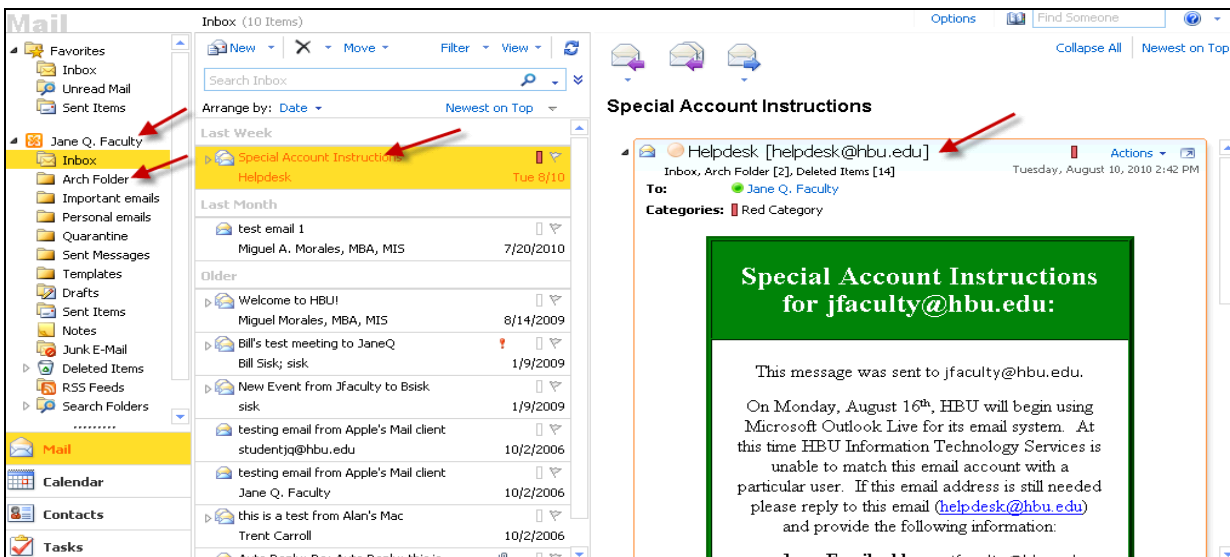 Mail
Inbox (10 Items)
Options
Find Someone
Favorites
Inbox
Unread Mail
Sent Items
Jane Q. Faculty
Inbox
Arch Folder
Important emails
Personal emails
Quarantine
Sent Messages
Templates
Drafts
Sent Items
Notes
Junk E-Mail
Deleted Items
RSS Feeds
Search Folders
Mail
Calendar
Contacts
Tasks
New Move Filter View
Search Inbox
Arrange by: Date Newest on Top
Last Week
Special Account Instructions
Helpdesk Tue 8/10
Last Month
test email 1
Miguel A. Morales, MBA, MIS 7/20/2010
Older
Welcome to HBU!
Miguel Morales, MBA, MIS 8/14/2009
Bill's test meeting to JaneQ
Bill Sisk; sisk 1/9/2009
New Event from Jfaculty to Bsisk
sisk 1/9/2009
testing email from Apple's Mail client
studentjq@hbu.edu 10/2/2006
testing email from Apple's Mail client
Jane Q. Faculty 10/2/2006
this is a test from Alan's Mac
Trent Carroll 10/2/2006
Collapse All Newest on Top
Special Account Instructions
Helpdesk [helpdesk@hbu.edu] Actions
Inbox, Arch Folder [2], Deleted Items [14] Tuesday, August 10, 2010 2:42 PM
To: Jane Q. Faculty
Categories: Red Category
Special Account Instructions
for jfaculty@hbu.edu:
This message was sent to jfaculty@hbu.edu.
On Monday, August 16th, HBU will begin using
Microsoft Outlook Live for its email system. At
this time HBU Information Technology Services is
unable to match this email account with a
particular user. If this email address is still needed
please reply to this email (helpdesk@hbu.edu)
and provide the following information: